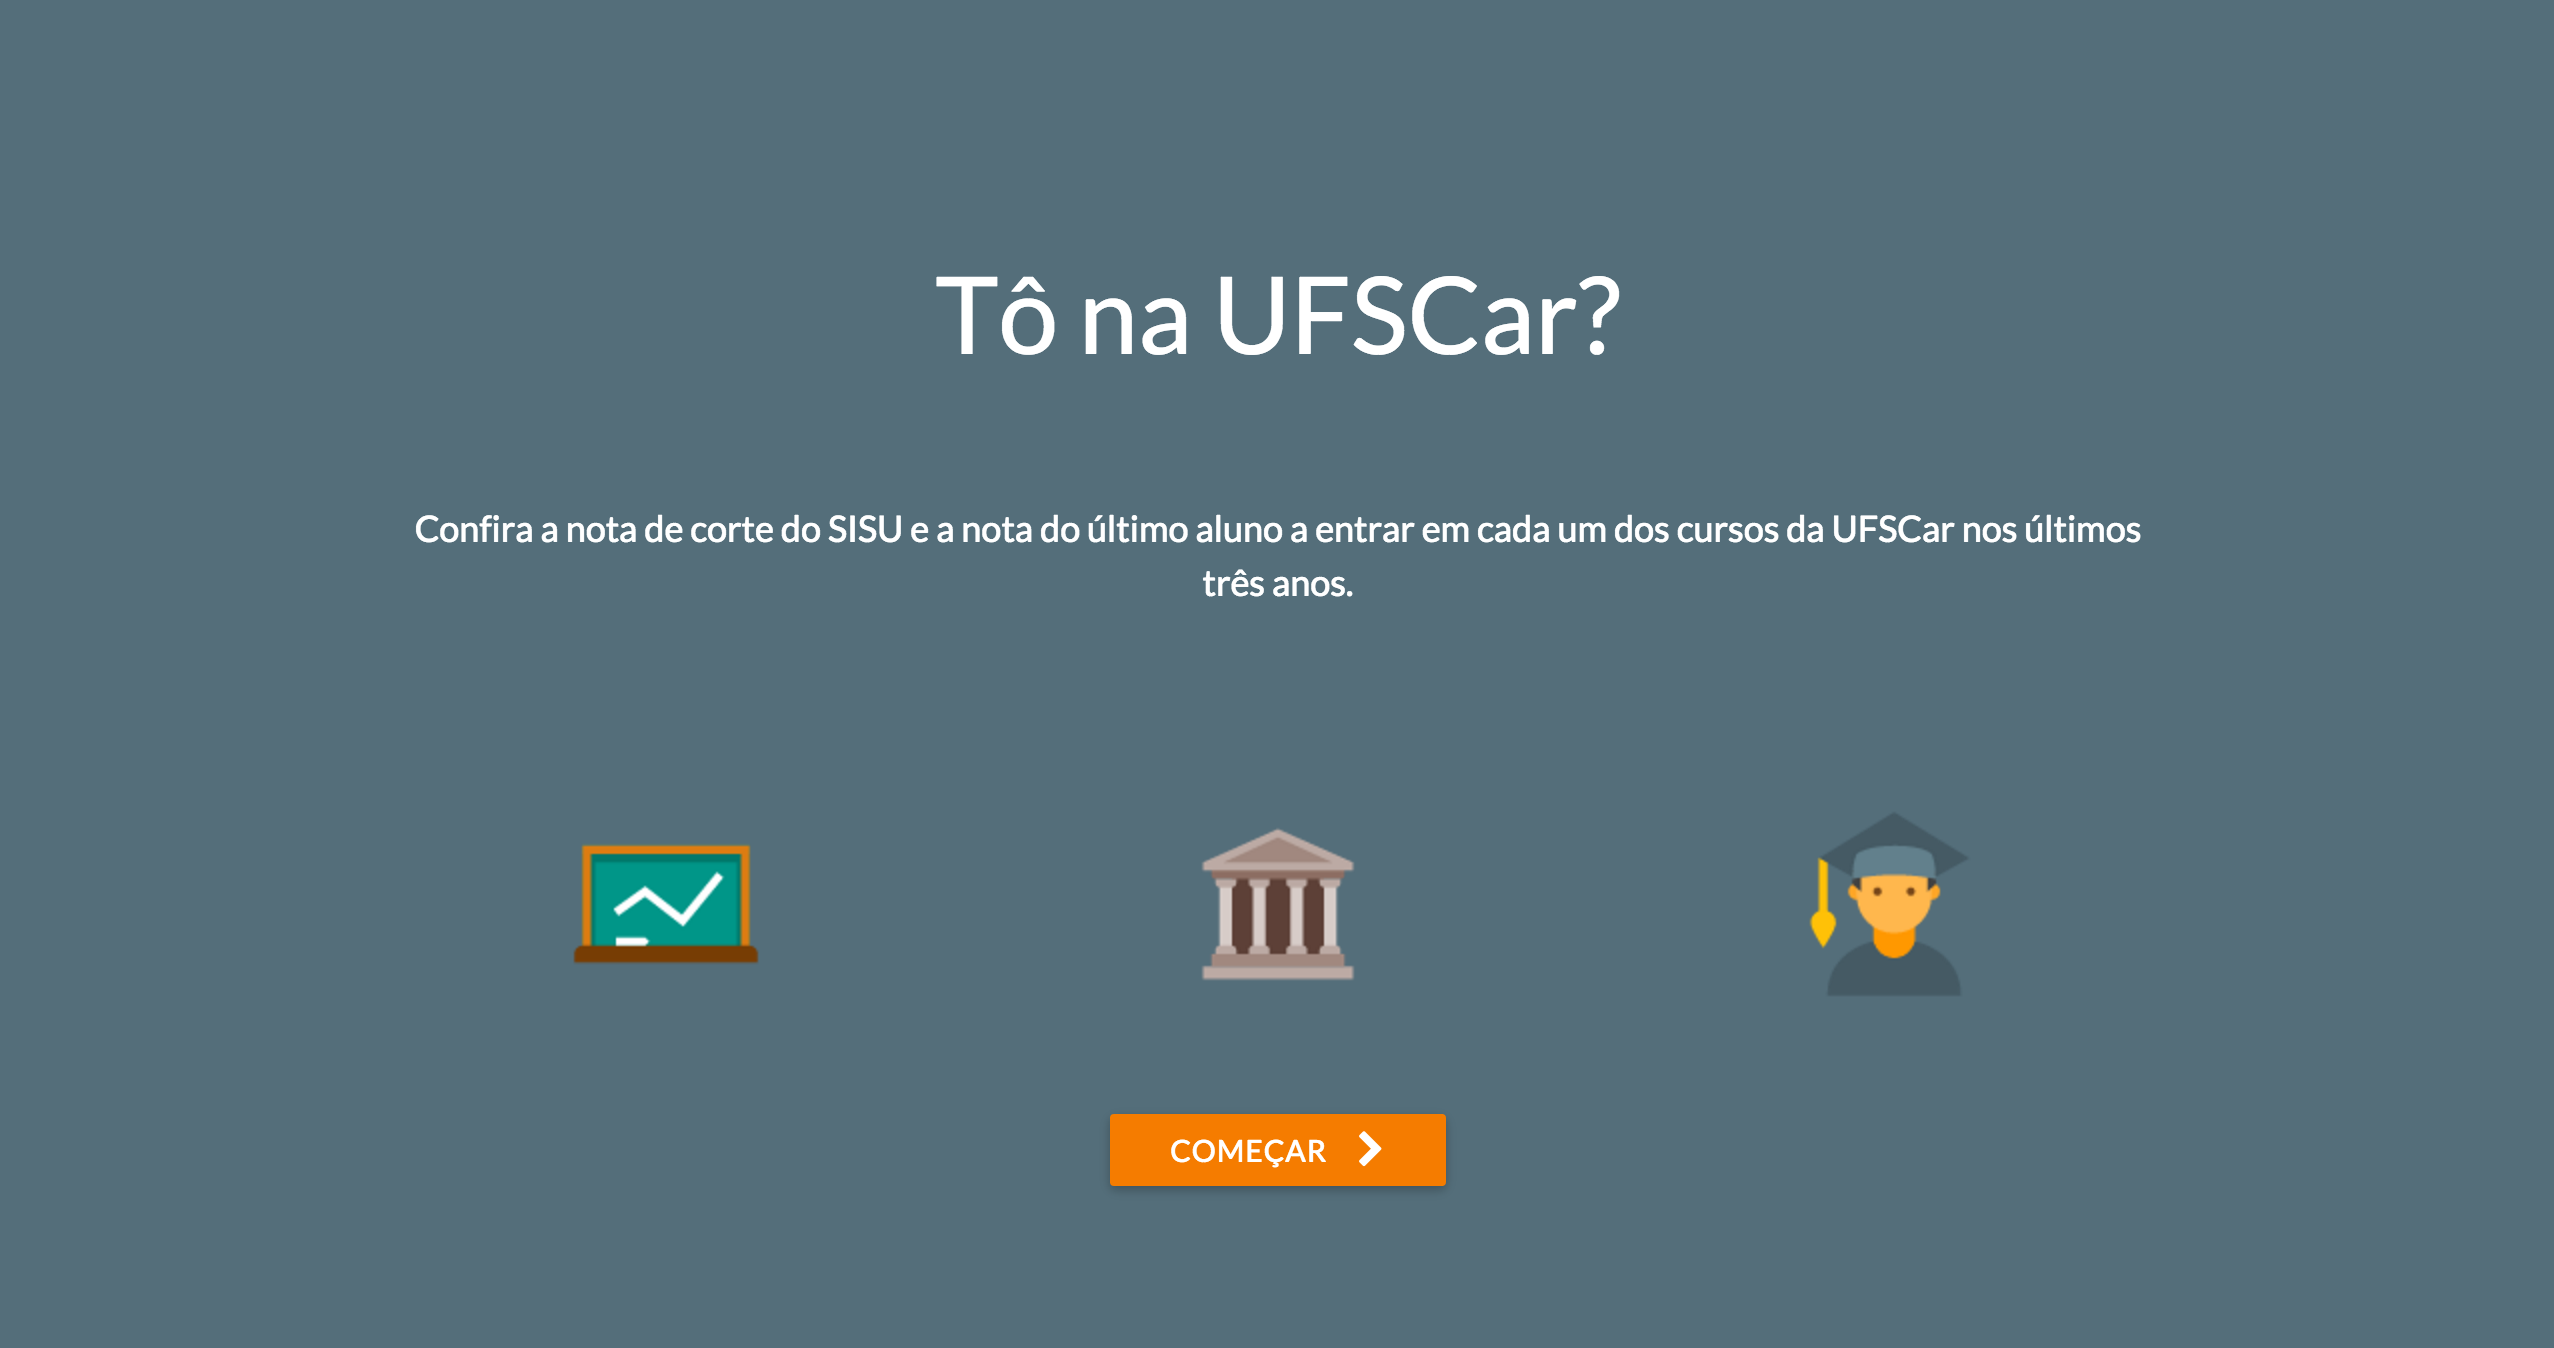 Tô na UFSCar?
Confira a nota de corte do SISU e a nota do último aluno a entrar em cada um dos cursos da UFSCar nos últimos
três anos.
COMEÇAR